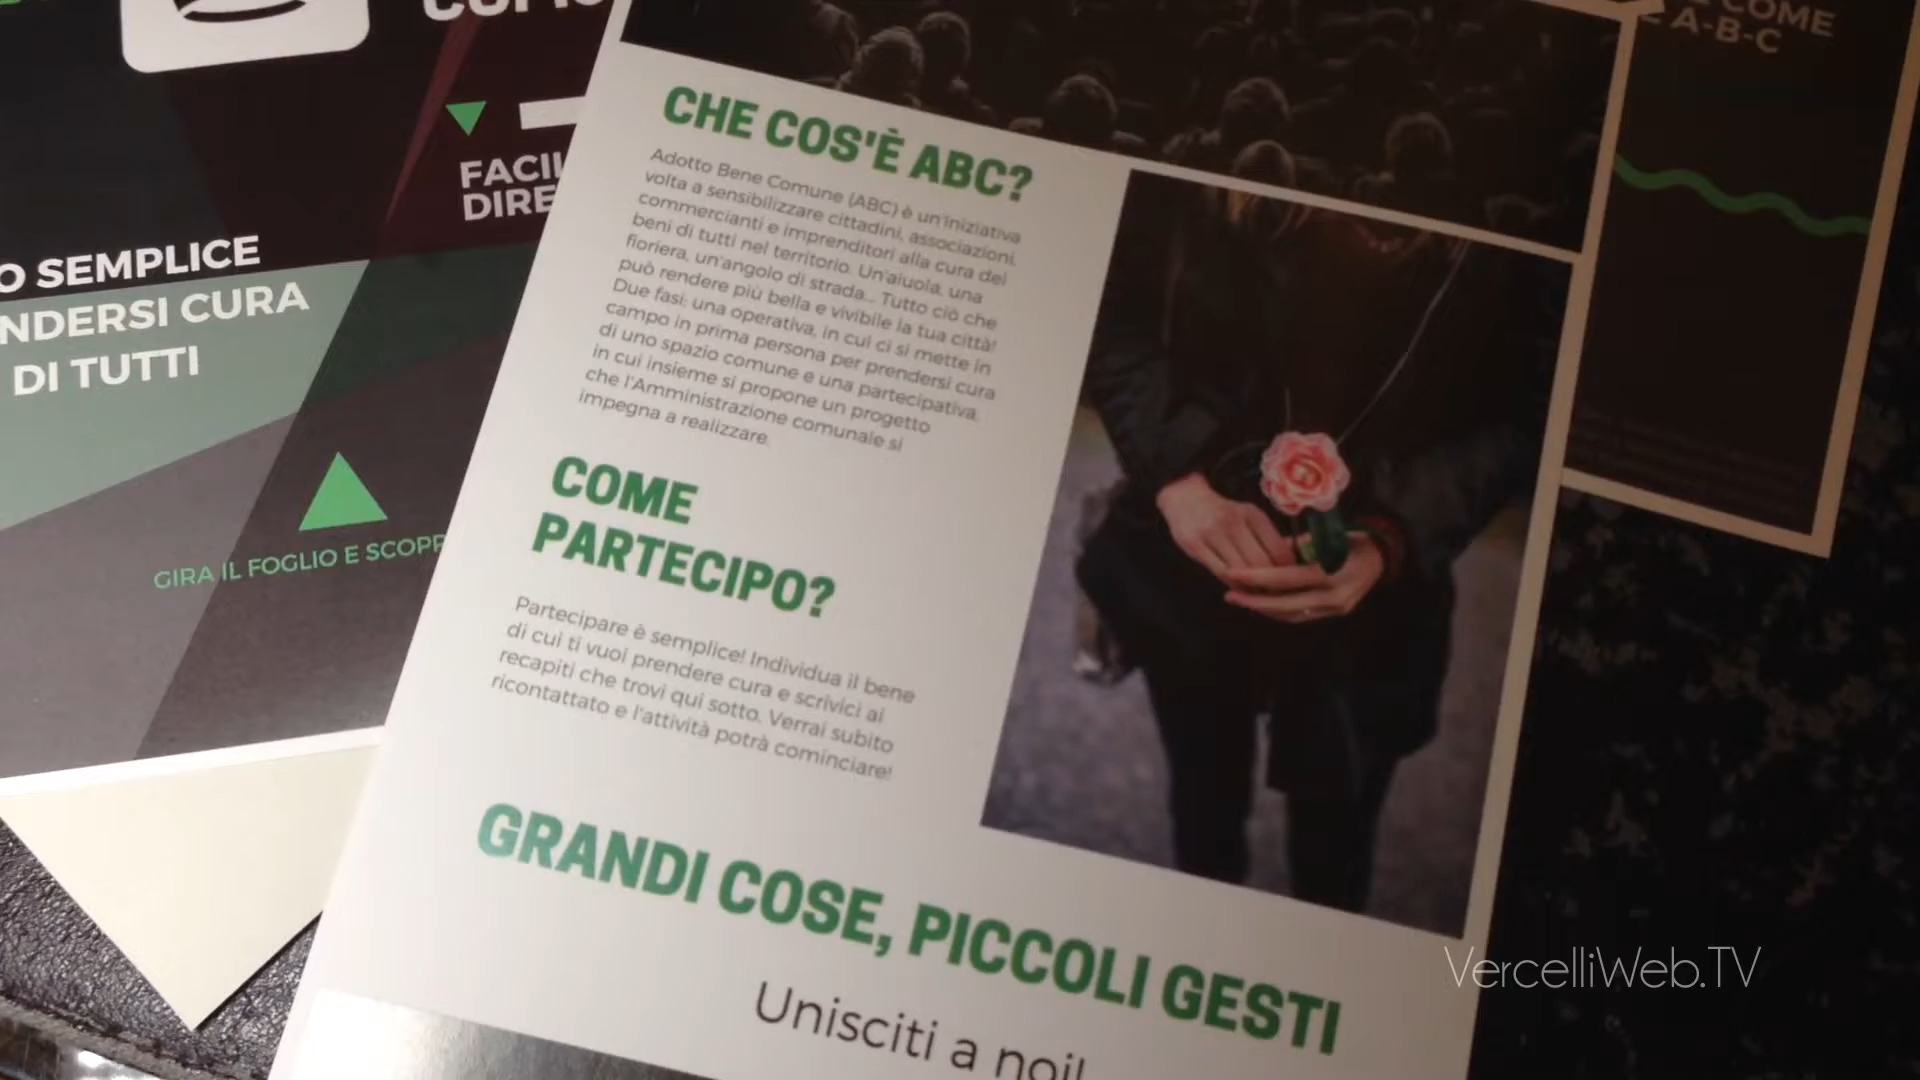 FACIL
DIRE
O SEMPLICE
NDERSI CURA
DI TUTTI
GIRA IL FOGLIO E SCOPR
CHE COS'È ABC?
Adotto Bene Comune (ABC) è un'iniziativa
volta a sensibilizzare cittadini, associazioni,
commercianti e imprenditori alla cura dei
beni di tutti nel territorio. Un'aiuola, una
fioriera, un'angolo di strada... Tutto ciò che
può rendere più bella e vivibile la tua città!
Due fasi: una operativa, in cui ci si mette in
campo in prima persona per prendersi cura
di uno spazio comune e una partecipativa,
in cui insieme si propone un progetto
che l'Amministrazione comunale si
impegna a realizzare.
COME
PARTECIPO?
Partecipare è semplice! Individua il bene
di cui ti vuoi prendere cura e scrivici ai
recapiti che trovi qui sotto. Verrai subito
ricontattato e l'attività potrà cominciare!
GRANDI COSE, PICCOLI GESTI
Unisciti a noi!
COME
A-B-C
VercelliWeb.TV